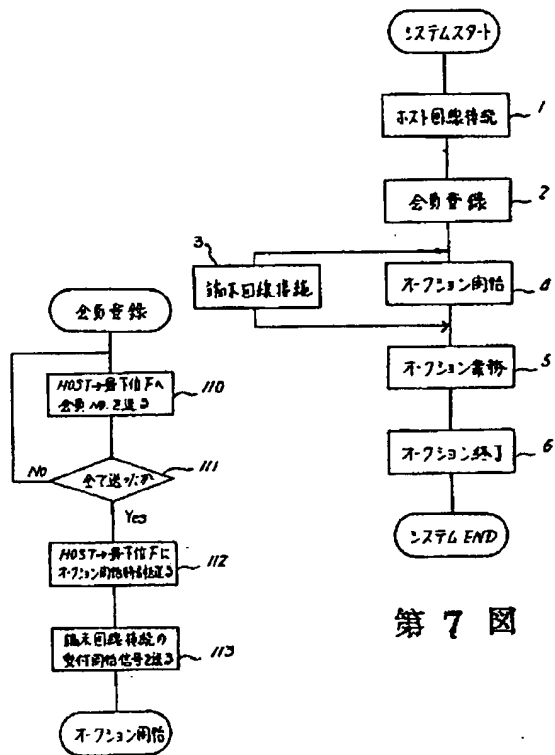 システムスタート
ホスト回線接続
1
会員登録
2
3
端末回線接続
オークション開始
4
オークション業務
5
オークション終了
6
システムEND
第7図
会員登録
HOST→最下位下へ
会員NO.を送る
110
全て送ったか
111
No
Yes
HOST→最下位下に
オークション開始時刻を送る
112
端末回線接続の
受付開始信号を送る
113
オークション開始